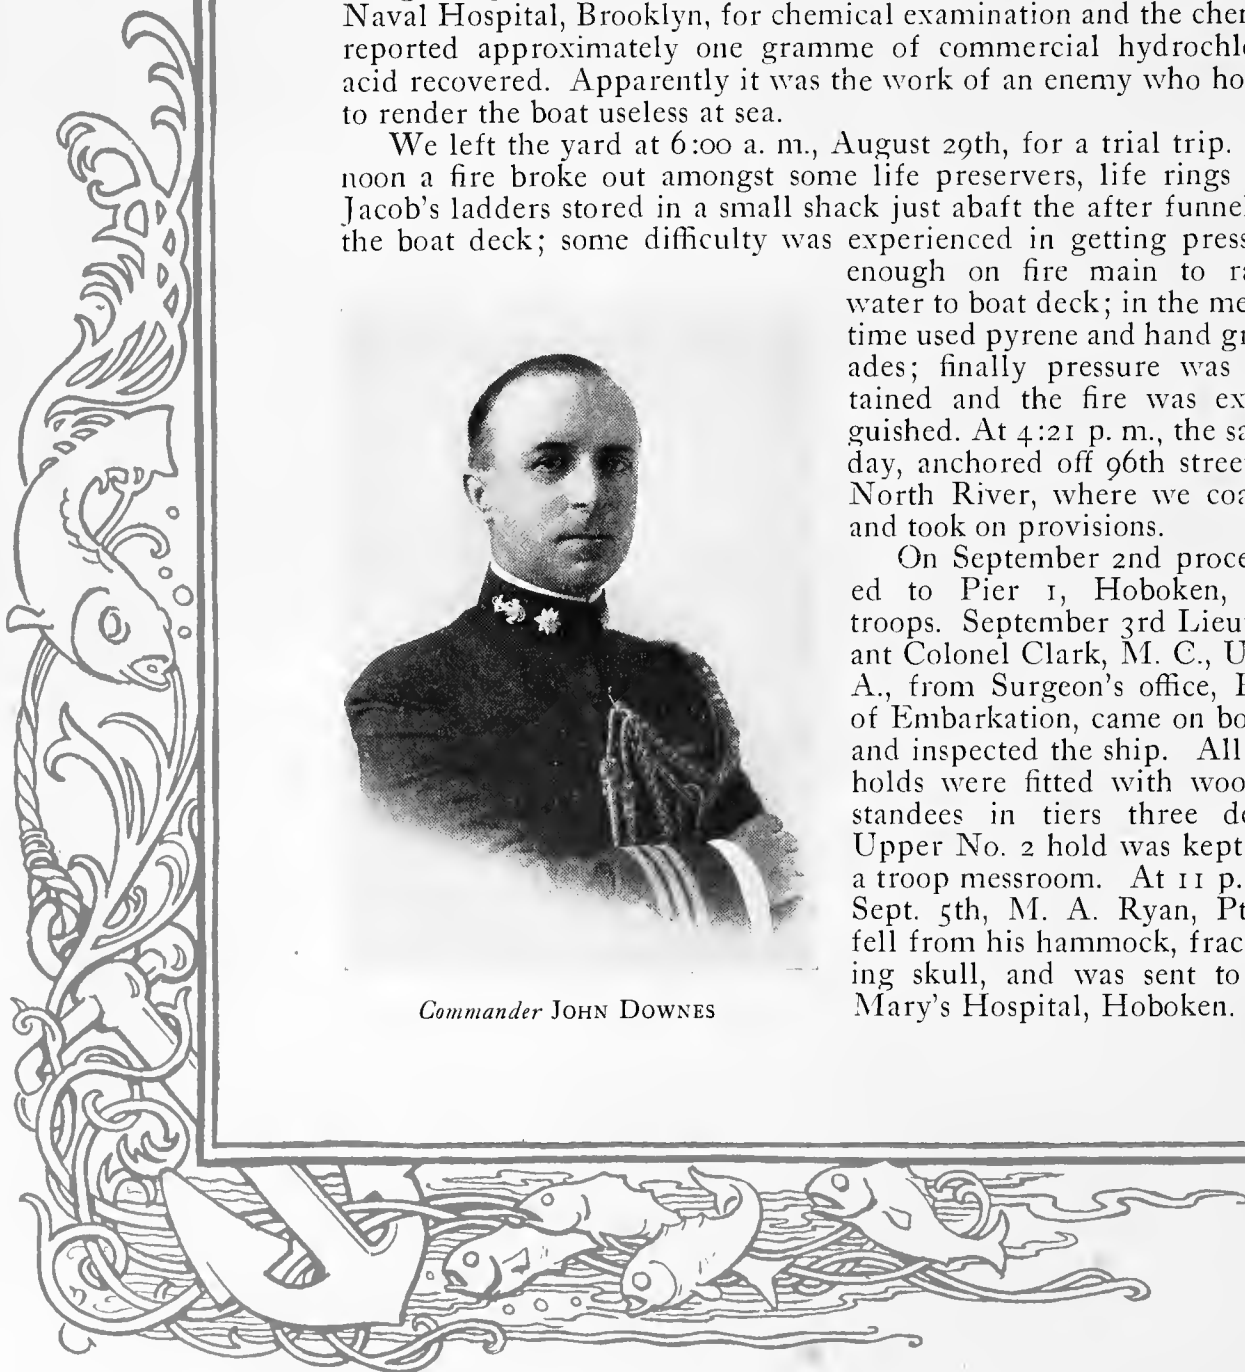 Naval Hospital, Brooklyn, for chemical examination and the chem
reported approximately one gramme of commercial hydrochlo
acid recovered. Apparently it was the work of an enemy who ho
to render the boat useless at sea.
We left the yard at 6:00 a. m., August 29th, for a trial trip.
noon a fire broke out amongst some life preservers, life rings
Jacob's ladders stored in a small shack just abaft the after funnel
the boat deck; some difficulty was experienced in getting press
enough on fire main to ra
water to boat deck; in the me
time used pyrene and hand gr
ades; finally pressure was
tained and the fire was ex
guished. At 4:21 p. m., the sa
day, anchored off 96th street
North River, where we coa
and took on provisions.
On September 2nd procee
ed to Pier 1, Hoboken,
troops. September 3rd Lieu
ant Colonel Clark, M. C., U
A., from Surgeon's office,
of Embarkation, came on bo
and inspected the ship. All
holds were fitted with woo
standees in tiers three de
Upper No. 2 hold was kept
a troop messroom. At 11 p.
Sept. 5th, M. A. Ryan, Pt
fell from his hammock, frac
ing skull, and was sent to
Mary's Hospital, Hoboken.
Commander JOHN DOWNES